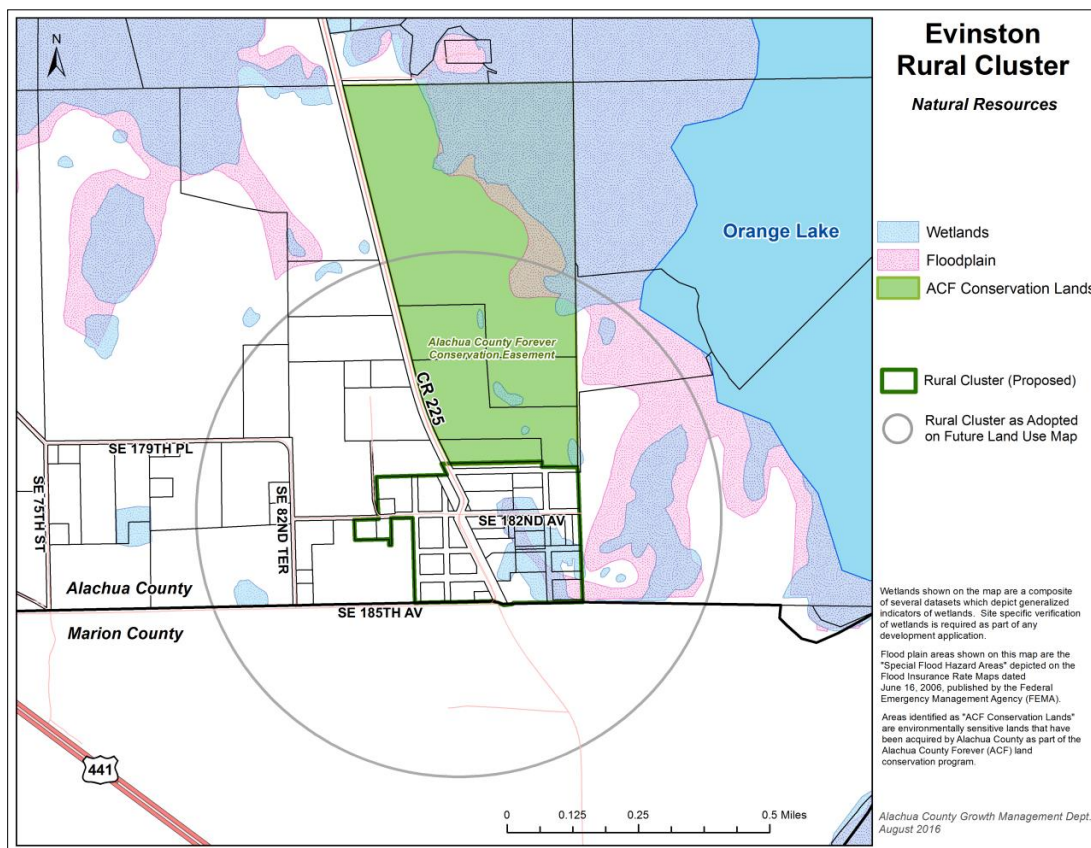 Evinston
Rural Cluster
Natural Resources
N
Orange Lake
Wetlands
Floodplain
ACF Conservation Lands
Alachua County Forever
Conservation Easement
Rural Cluster (Proposed)
CR 225
Rural Cluster as Adopted
on Future Land Use Map
SE 179TH PL
SE 75TH ST
SE 82ND TER
SE 182ND AV
Alachua County
SE 185TH AV
Marion County
Wetlands shown on the map are a composite
of several datasets which depict generalized
indicators of wetlands. Site specific verification
of wetlands is required as part of any
development application.
Flood plain areas shown on this map are the
"Special Flood Hazard Areas" depicted on the
Flood Insurance Rate Maps dated
June 16, 2006, published by the Federal
Emergency Management Agency (FEMA).
Areas identified as "ACF Conservation Lands"
are environmentally sensitive lands that have
been acquired by Alachua County as part of the
Alachua County Forever (ACF) land
conservation program.
441
0 0.125 0.25 0.5 Miles
Alachua County Growth Management Dept.
August 2016